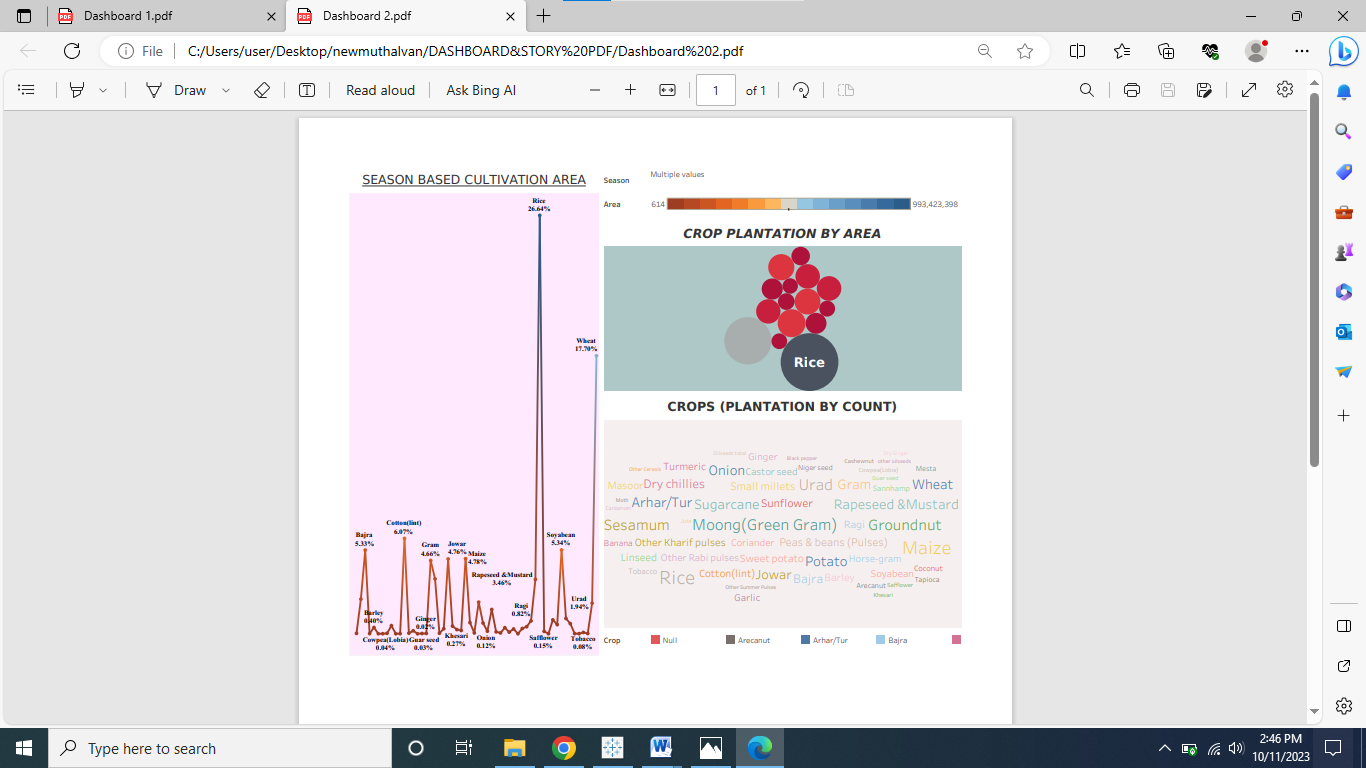 Dashboard 1.pdf
Dashboard 2.pdf
File
C:/Users/user/Desktop/newmuthalvan/DASHBOARD&STORY%20PDF/Dashboard%202.pdf
Draw
Read aloud
Ask Bing AI
1
of 1
SEASON BASED CULTIVATION AREA
Rice
26.64%
Wheat
17.70%
Cotton(lint)
6.07%
Bajra
5.33%
Gram
4.66%
Jowar
4.76%
Maize
4.78%
Soyabean
5.34%
Rapeseed &Mustard
3.46%
Urad
1.94%
Ragi
0.82%
Barley
0.40%
Ginger
0.02%
Cowpea(Lobia)
0.04%
Guar seed
0.03%
Khesari
0.27%
Onion
0.12%
Safflower
0.15%
Tobacco
0.08%
Season
Multiple values
Area
614
993,423,398
CROP PLANTATION BY AREA
Rice
CROPS (PLANTATION BY COUNT)
Ginger
Black pepper
Cashewnut
other oilseeds
Other Cereals
Turmeric
Onion
Castor seed
Niger seed
Cowpea(Lobia)
Mesta
Guar seed
Masoor
Dry chillies
Small millets
Urad
Gram
Sannhamp
Wheat
Moth
Arhar/Tur
Sugarcane
Sunflower
Rapeseed &Mustard
Sesamum
Moong(Green Gram)
Ragi
Groundnut
Banana
Other Kharif pulses
Coriander
Peas & beans (Pulses)
Maize
Linseed
Other Rabi pulses
Sweet potato
Potato
Horse-gram
Tobacco
Rice
Cotton(lint)
Jowar
Bajra
Barley
Soyabean
Coconut
Tapioca
Other Summer Pulses
Arecanut
Safflower
Garlic
Khesari
Crop
Null
Arecanut
Arhar/Tur
Bajra
Type here to search
2:46 PM
10/11/2023